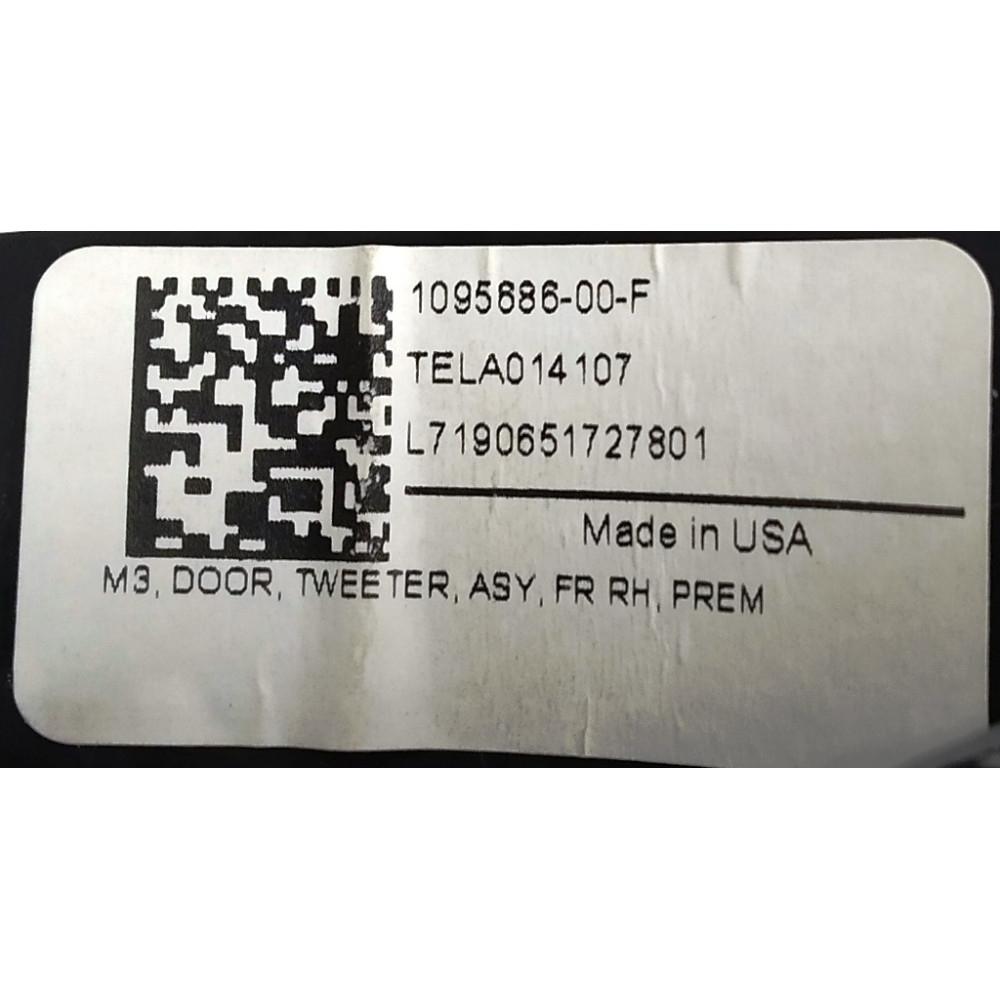 1095686-00-F
TELA014107
L7190651727801
Made in USA
M3, DOOR, TWEETER, ASY, FR RH, PREM